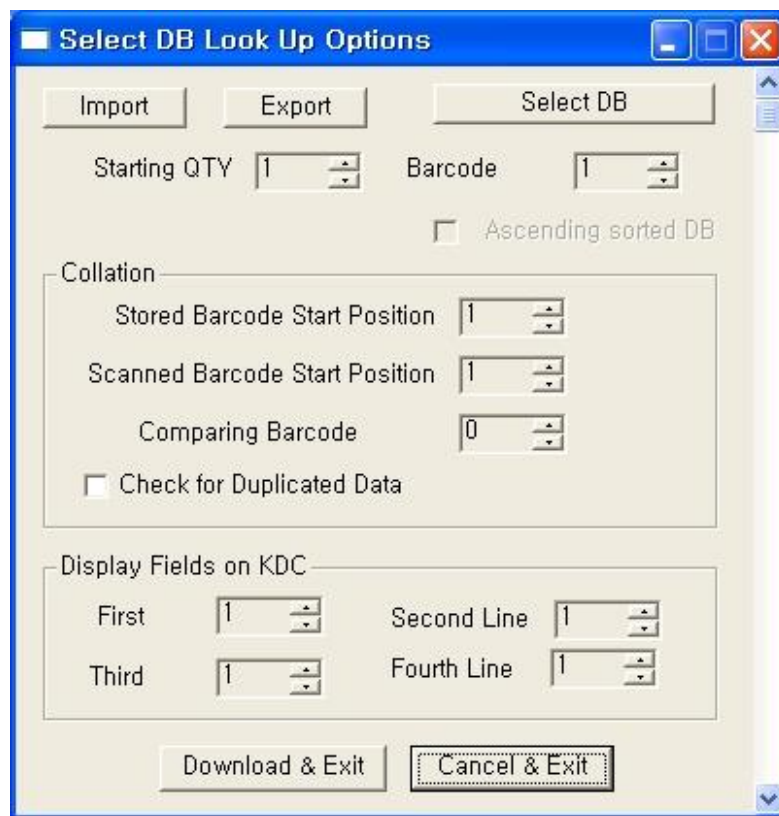 Select DB Look Up Options
Import Export Select DB
Starting QTY 1 Barcode 1
Ascending sorted DB
Collation
Stored Barcode Start Position 1
Scanned Barcode Start Position 1
Comparing Barcode 0
Check for Duplicated Data
Display Fields on KDC
First 1 Second Line 1
Third 1 Fourth Line 1
Download & Exit Cancel & Exit